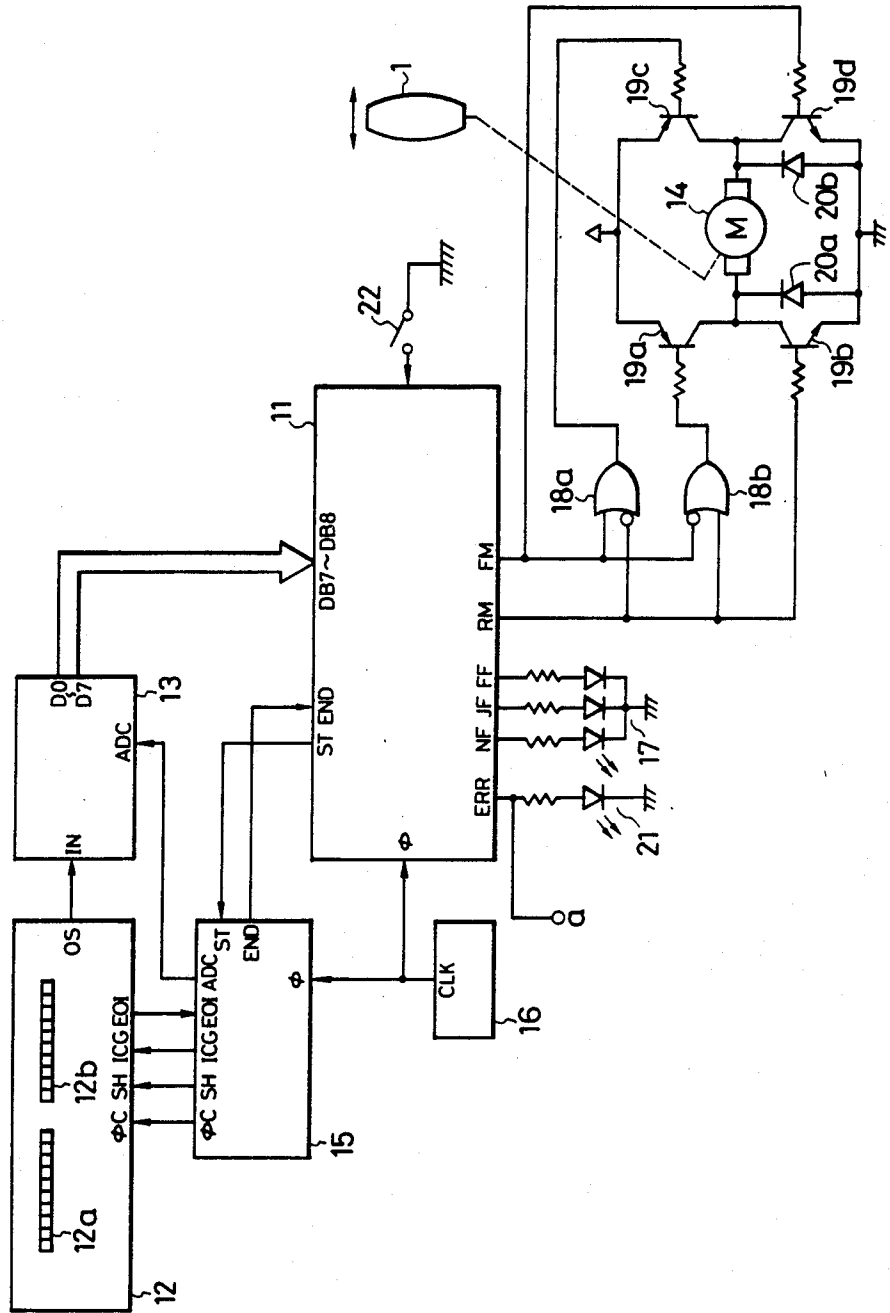 12
12a
12b
OS
ΦC SH ICG EOI
IN
D0
~
D7
13
ADC
ΦC SH ICG EOI ADC
ST
END
Φ
15
CLK
16
ST END
DB7~DB8
11
Φ
22
ERR
NF JF FF
RM
FM
a
21
17
18a
18b
1
14
M
19a
19b
19c
19d
20a
20b